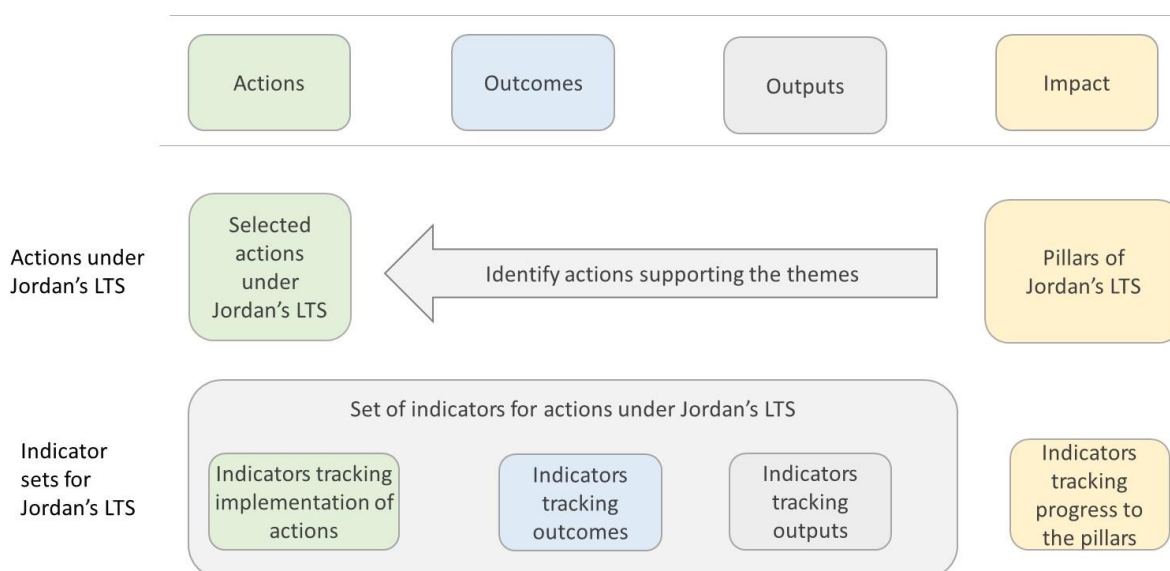 Actions
Outcomes
Outputs
Impact
Actions under
Jordan's LTS
Selected
actions
under
Jordan's LTS
Identify actions supporting the themes
Pillars of
Jordan's LTS
Indicator
sets for
Jordan's LTS
Set of indicators for actions under Jordan's LTS
Indicators tracking
implementation of
actions
Indicators
tracking
outcomes
Indicators
tracking
outputs
Indicators
tracking
progress to
the pillars